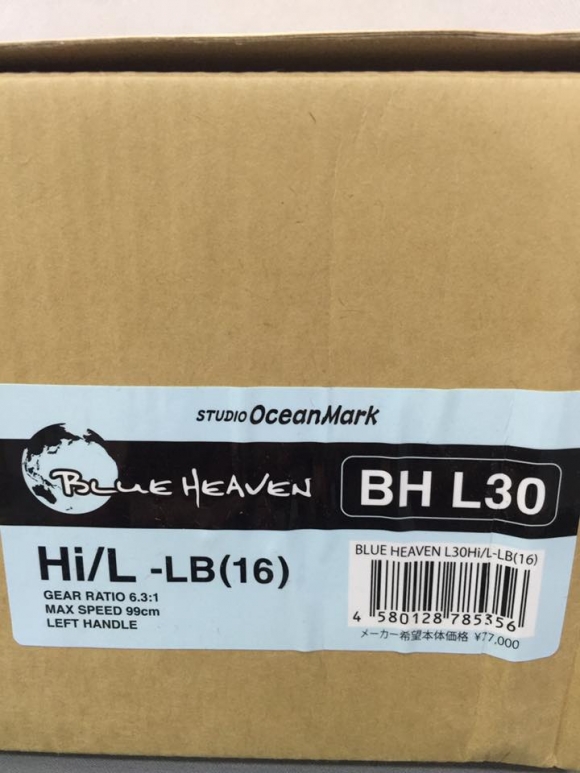 STUDIO OceanMark
BLUE HEAVEN
BH L30
Hi/L -LB(16)
GEAR RATIO 6.3:1
MAX SPEED 99cm
LEFT HANDLE
BLUE HEAVEN L30Hi/L-LB(16)
4 580128 785356
メーカー希望本体価格 ¥77,000